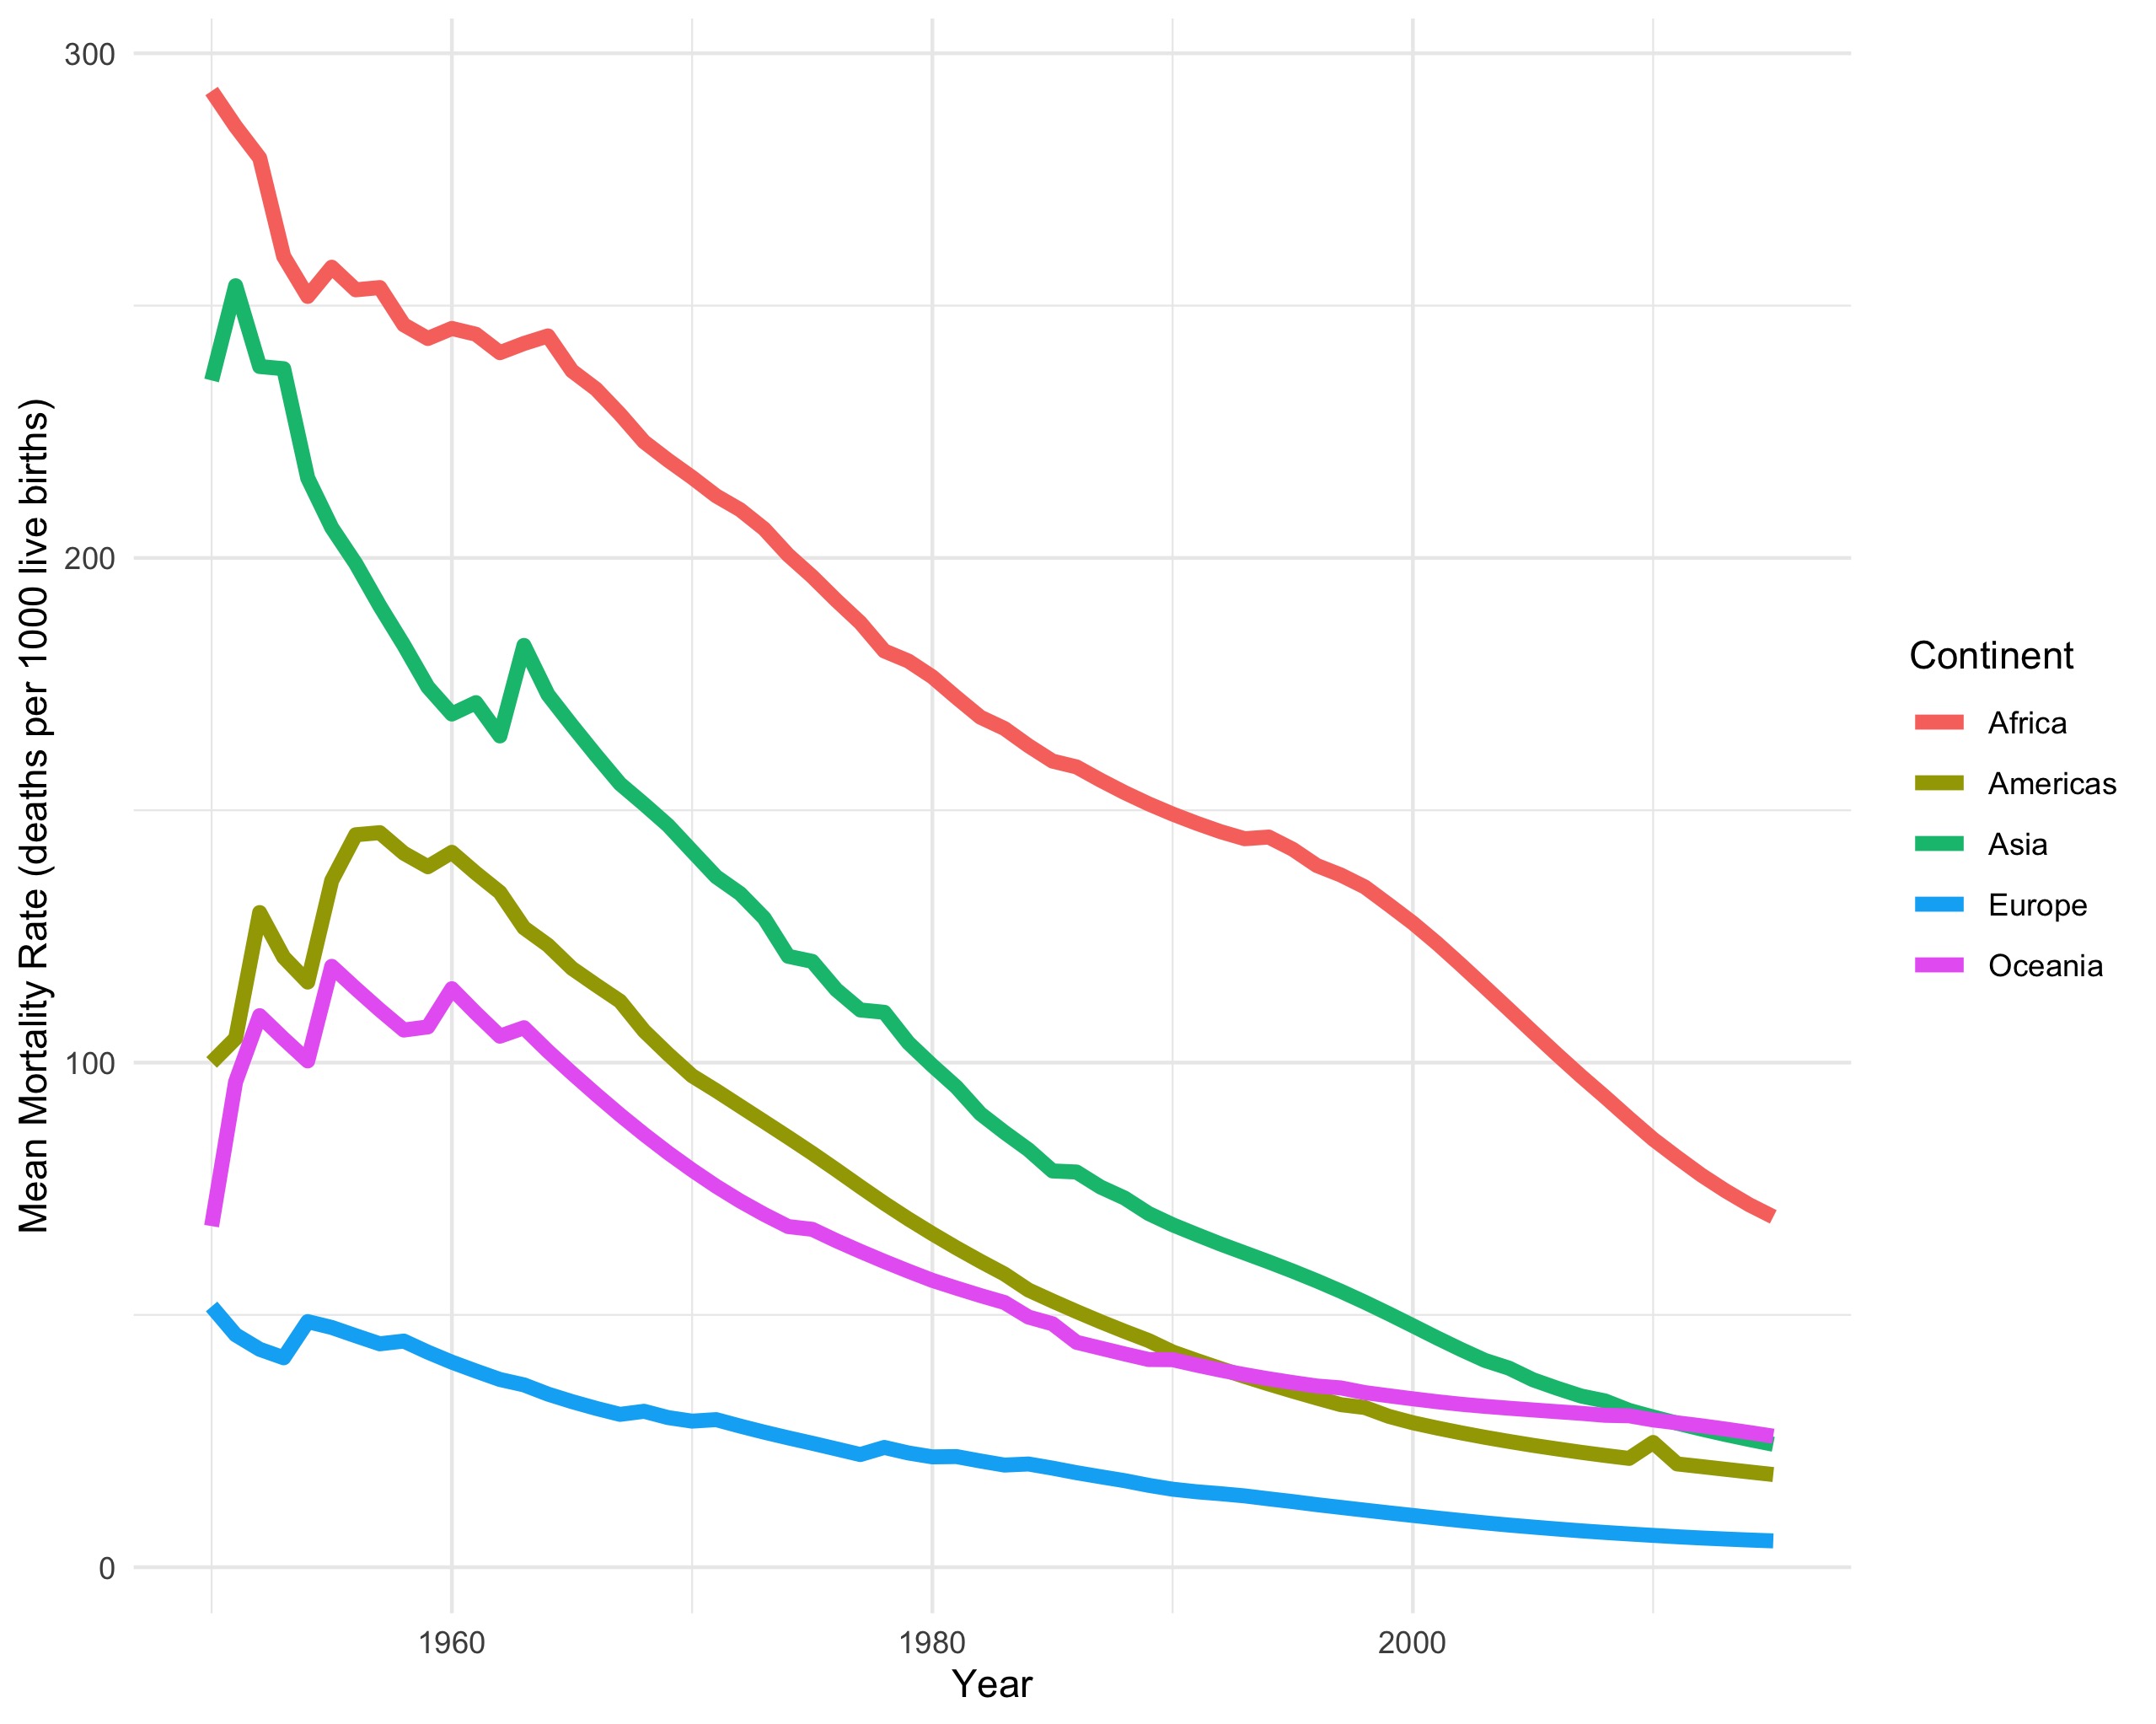 Mean Mortality Rate (deaths per 1000 live births)
300
200
100
0
1960
1980
2000
Year
Continent
Africa
Americas
Asia
Europe
Oceania